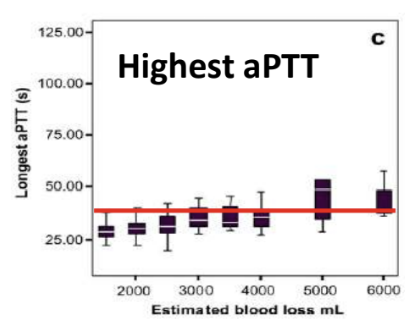 C
Highest aPTT
Longest aPTT (s)
125.00
100.00
75.00
50.00
25.00
2000 3000 4000 5000 6000
Estimated blood loss mL